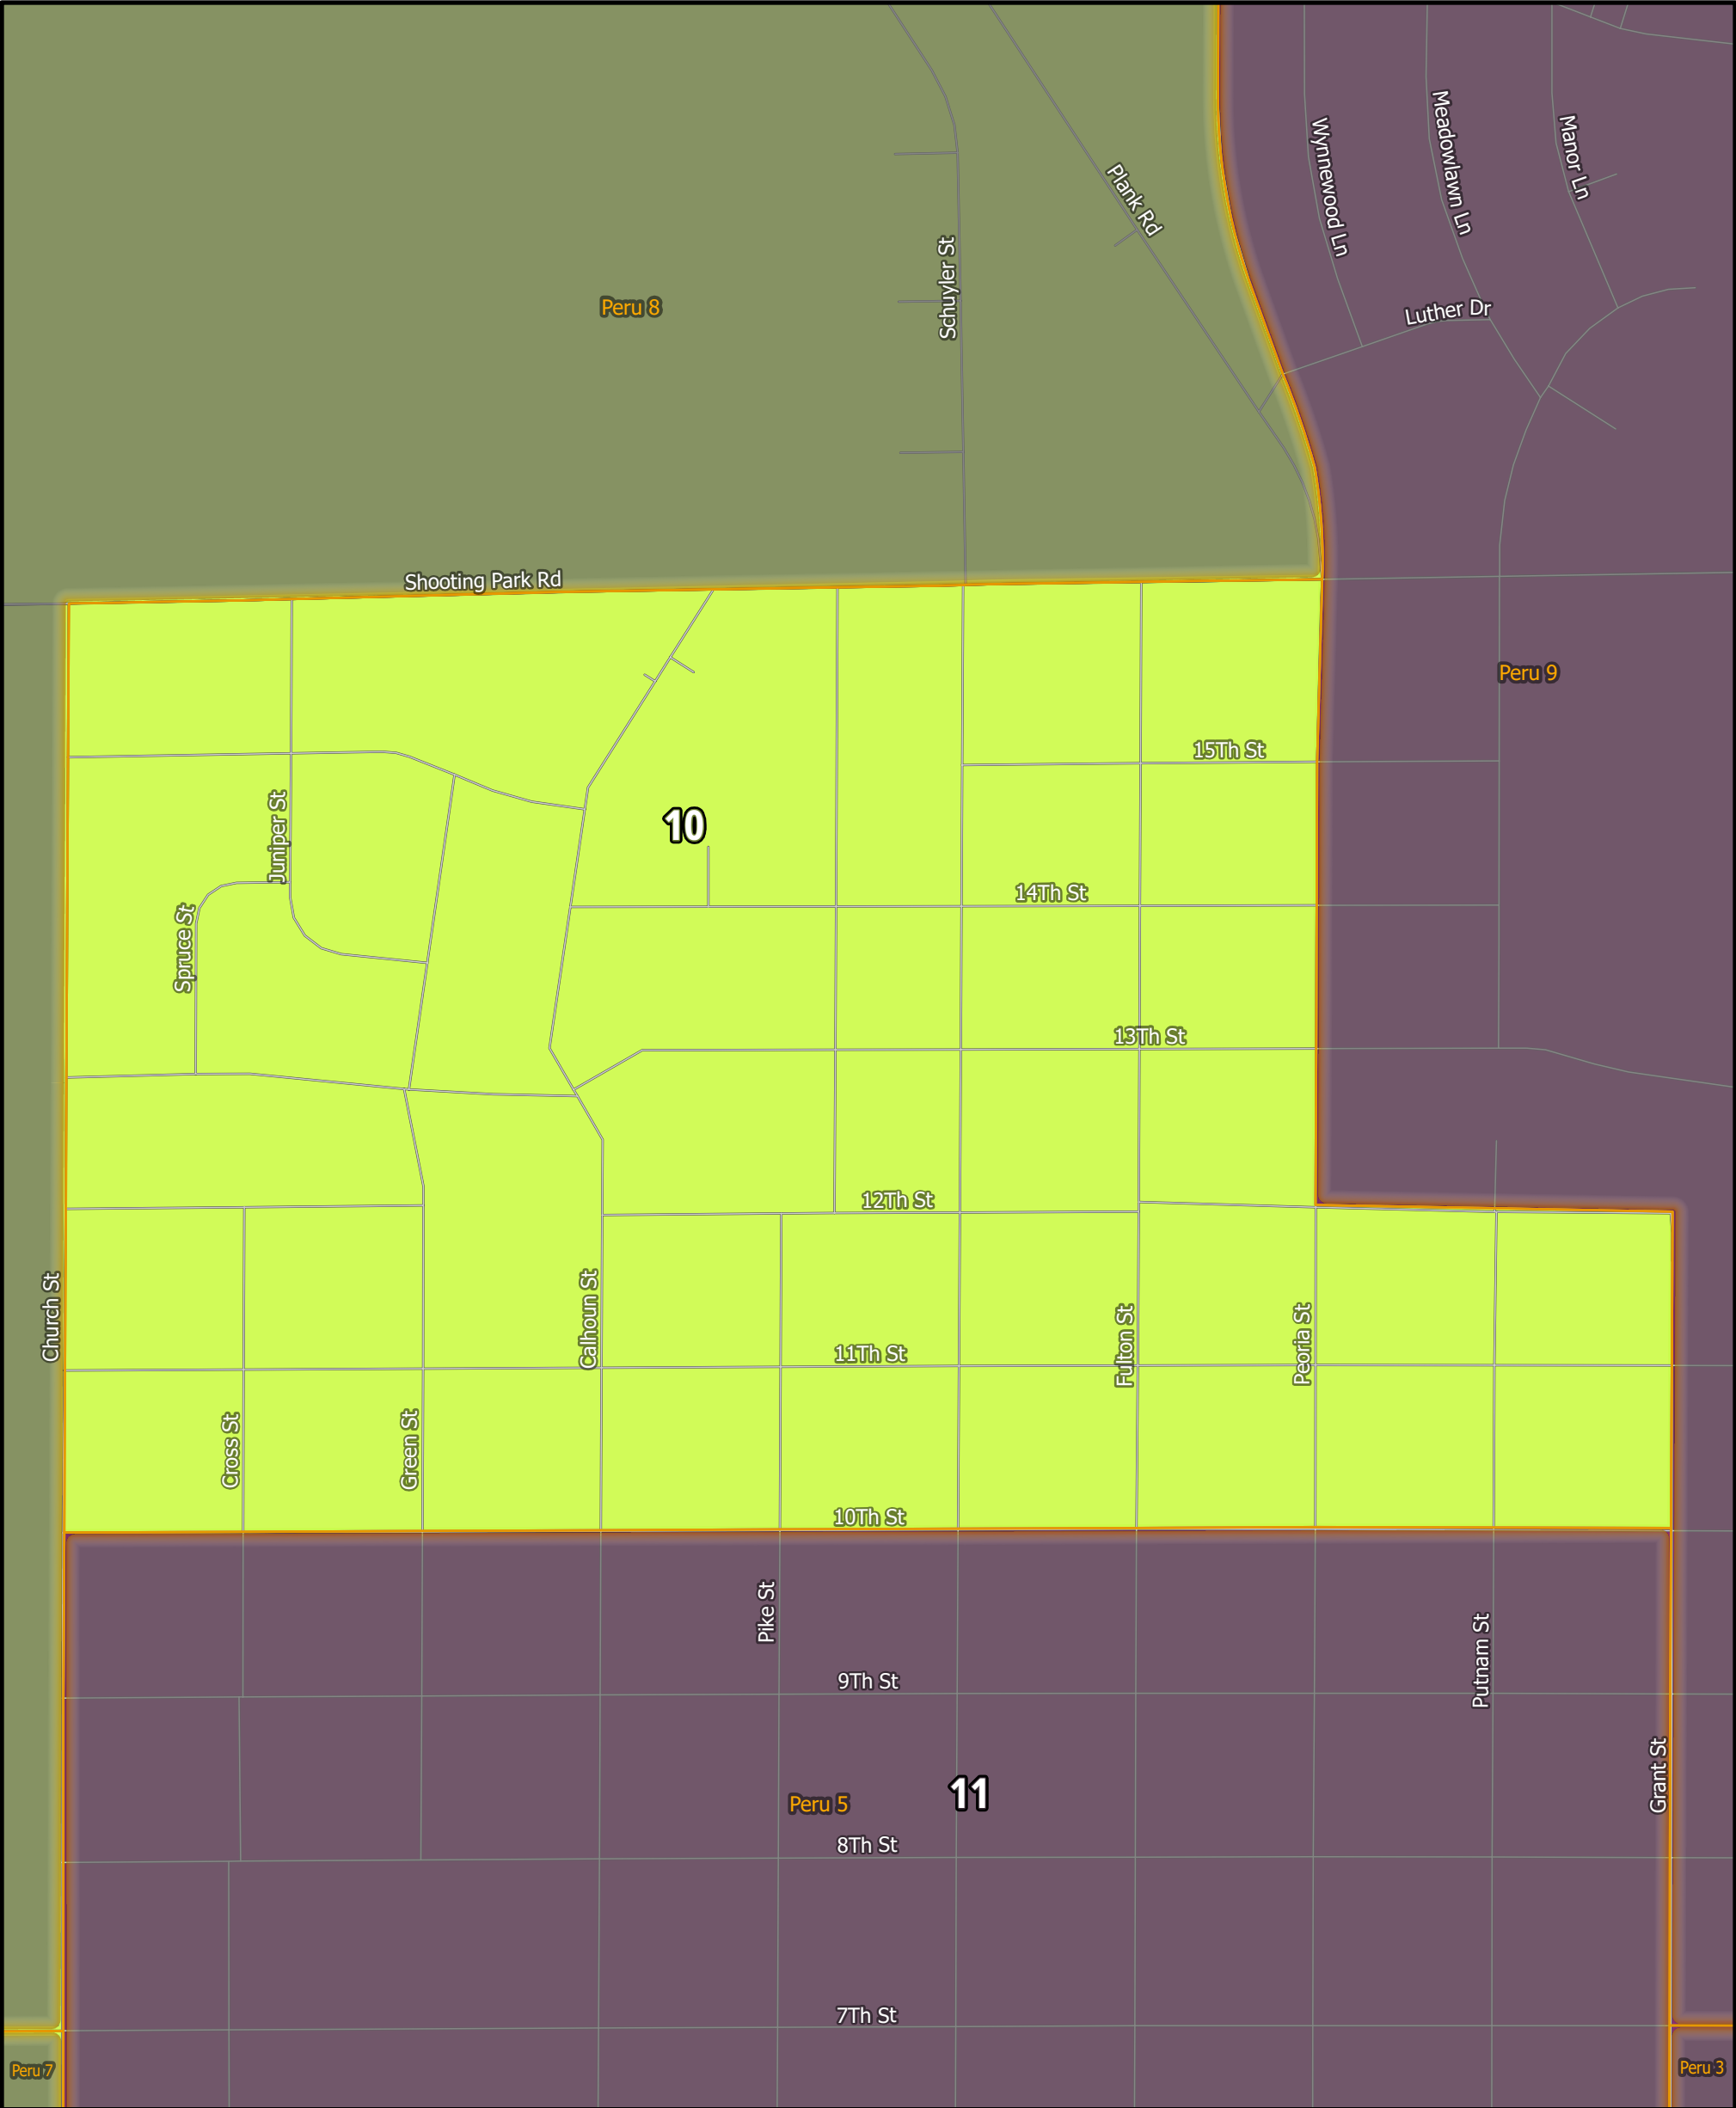 Wynnewood Ln
Meadowlawn Ln
Manor Ln
Plank Rd
Schuyler St
Peru 8
Luther Dr
Shooting Park Rd
Peru 9
15Th St
10
Juniper St
14Th St
Spruce St
13Th St
12Th St
Church St
Calhoun St
Fulton St
Peoria St
11Th St
Cross St
Green St
10Th St
Pike St
Putnam St
9Th St
Grant St
11
Peru 5
8Th St
7Th St
Peru 7
Peru 3